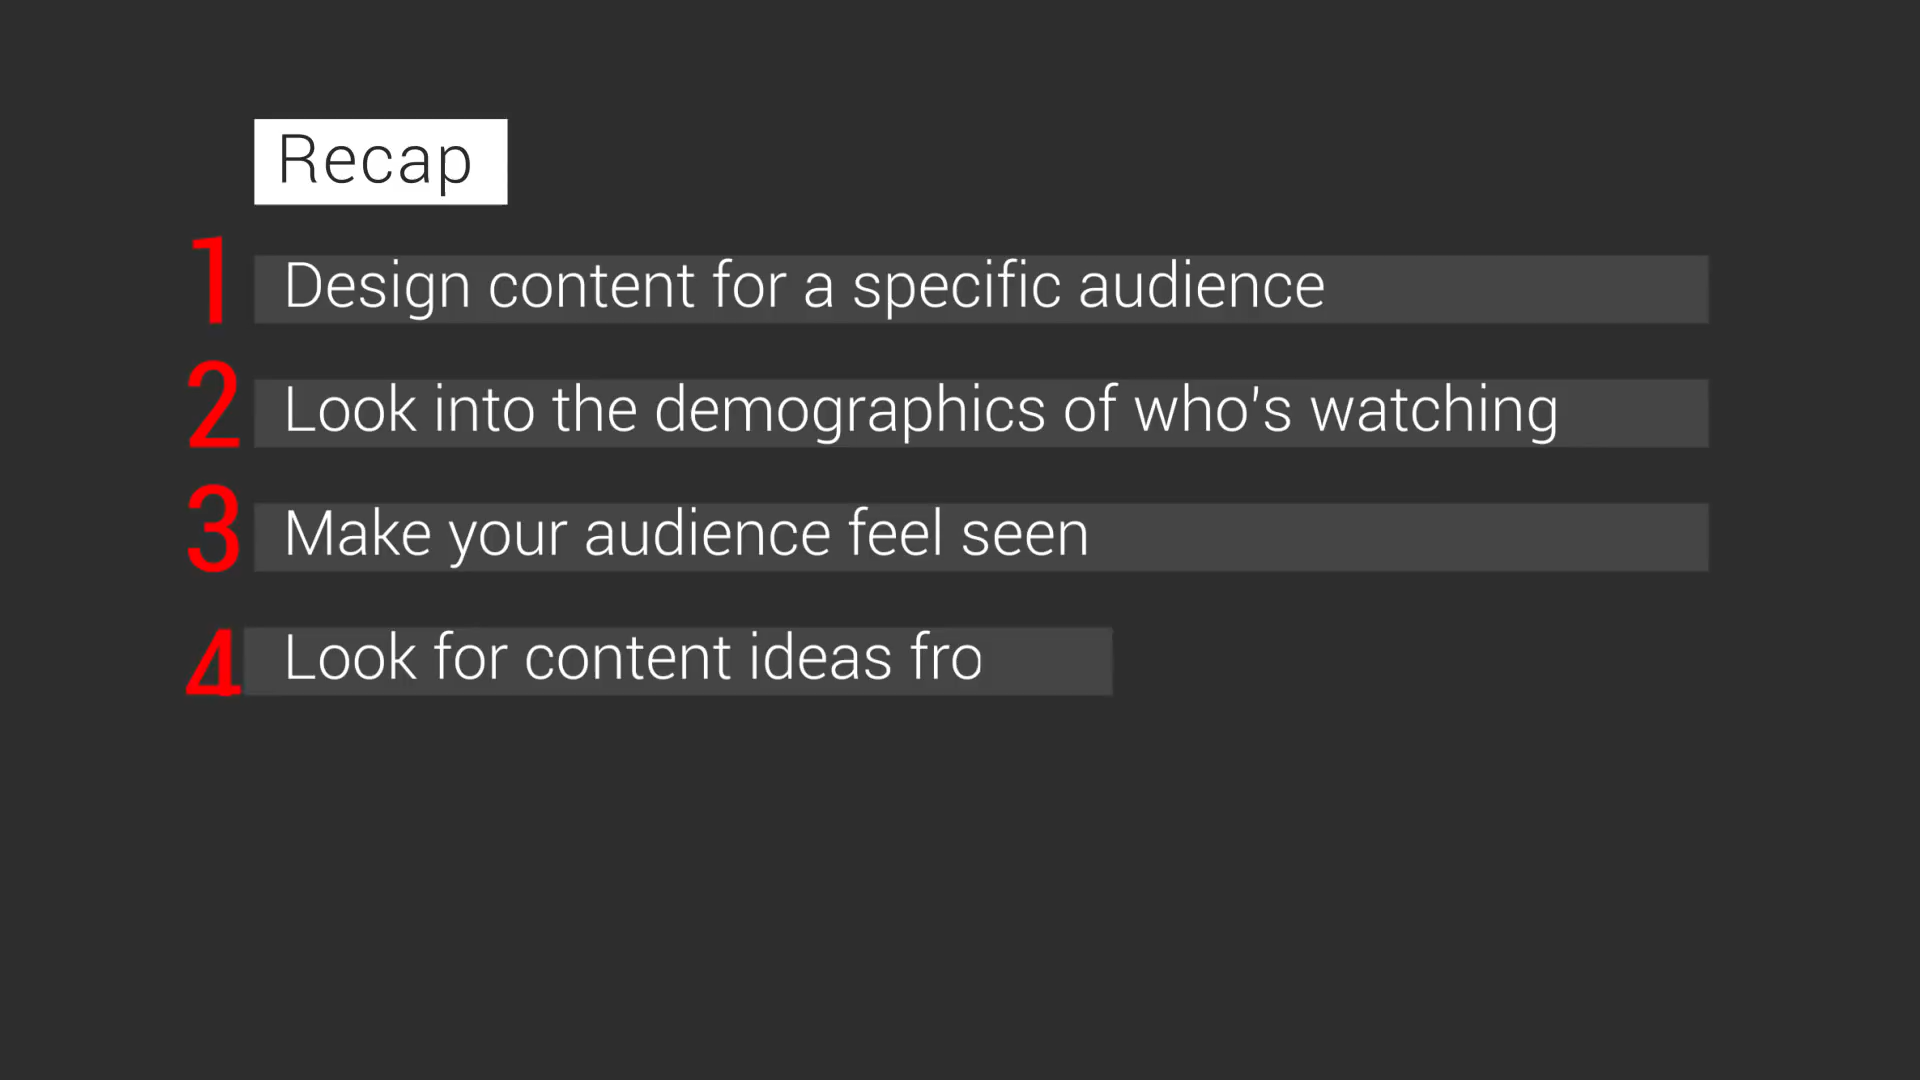 Recap
1 Design content for a specific audience
2 Look into the demographics of who's watching
3 Make your audience feel seen
4 Look for content ideas fro